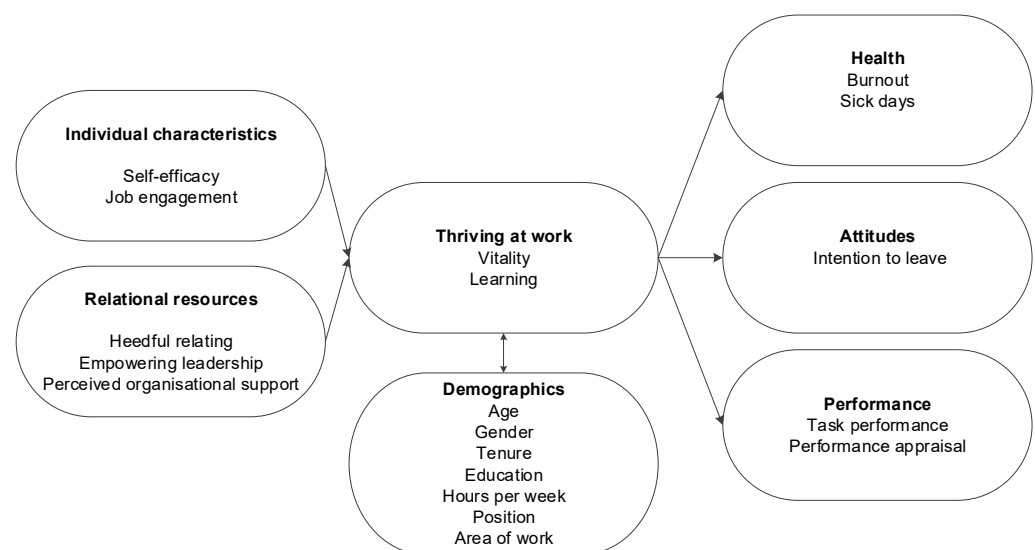 Individual characteristics
Self-efficacy
Job engagement
Relational resources
Heedful relating
Empowering leadership
Perceived organisational support
Thriving at work
Vitality
Learning
Demographics
Age
Gender
Tenure
Education
Hours per week
Position
Area of work
Health
Burnout
Sick days
Attitudes
Intention to leave
Performance
Task performance
Performance appraisal